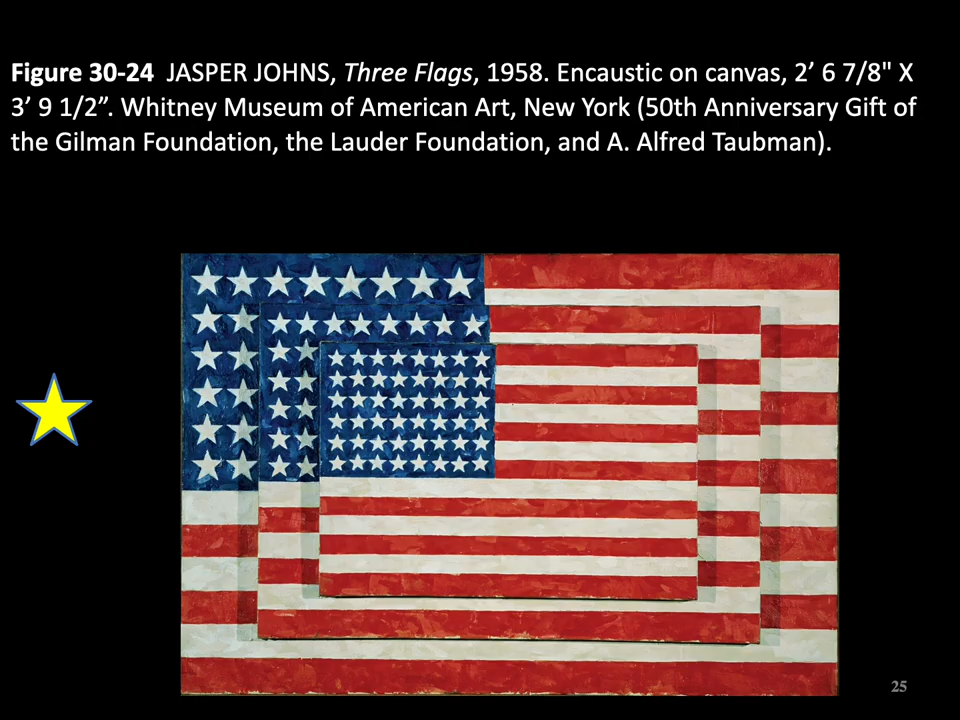 Figure 30-24  JASPER JOHNS, Three Flags, 1958. Encaustic on canvas, 2’ 6 7/8" X
3’ 9 1/2”. Whitney Museum of American Art, New York (50th Anniversary Gift of
the Gilman Foundation, the Lauder Foundation, and A. Alfred Taubman).
25